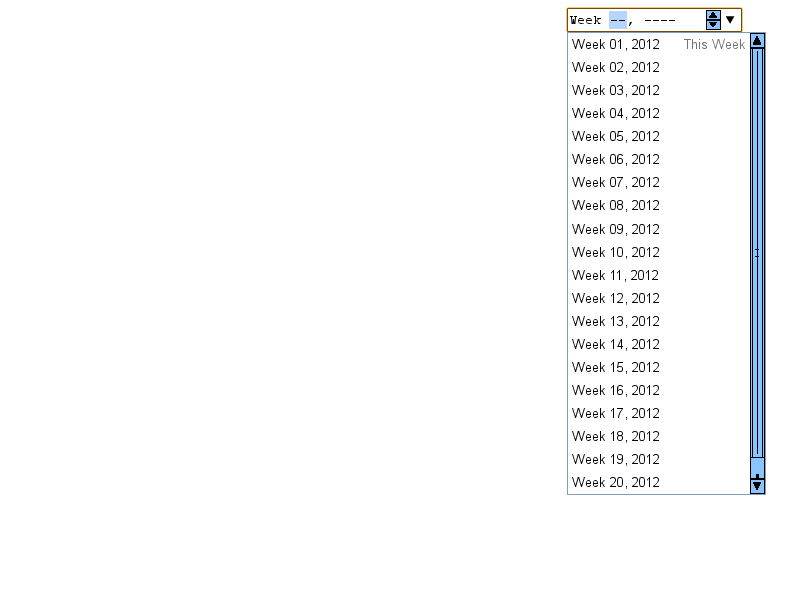 Week --, ----
Week 01, 2012 This Week
Week 02, 2012
Week 03, 2012
Week 04, 2012
Week 05, 2012
Week 06, 2012
Week 07, 2012
Week 08, 2012
Week 09, 2012
Week 10, 2012
Week 11, 2012
Week 12, 2012
Week 13, 2012
Week 14, 2012
Week 15, 2012
Week 16, 2012
Week 17, 2012
Week 18, 2012
Week 19, 2012
Week 20, 2012